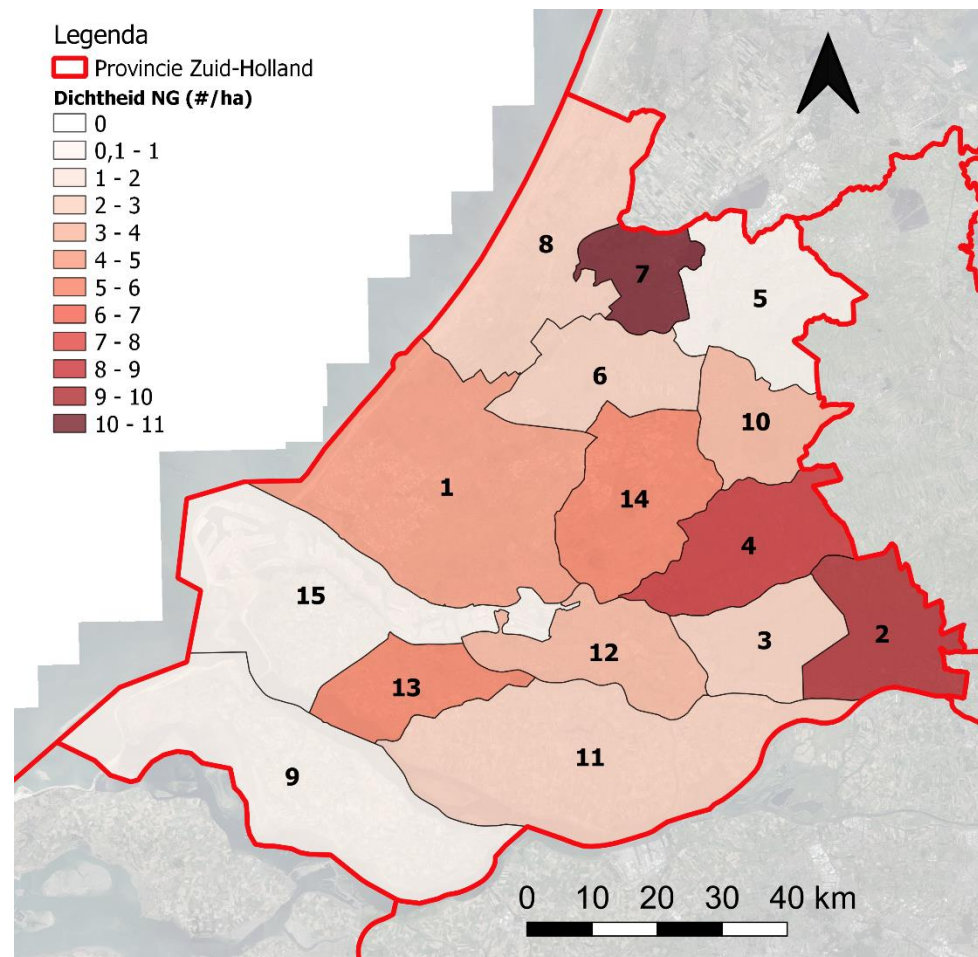 Legenda
Provincie Zuid-Holland
Dichtheid NG (#/ha)
0
0,1 - 1
1 - 2
2 - 3
3 - 4
4 - 5
5 - 6
6 - 7
7 - 8
8 - 9
9 - 10
10 - 11
8
7
5
6
10
1
14
4
15
3
2
12
13
11
9
0 10 20 30 40 km